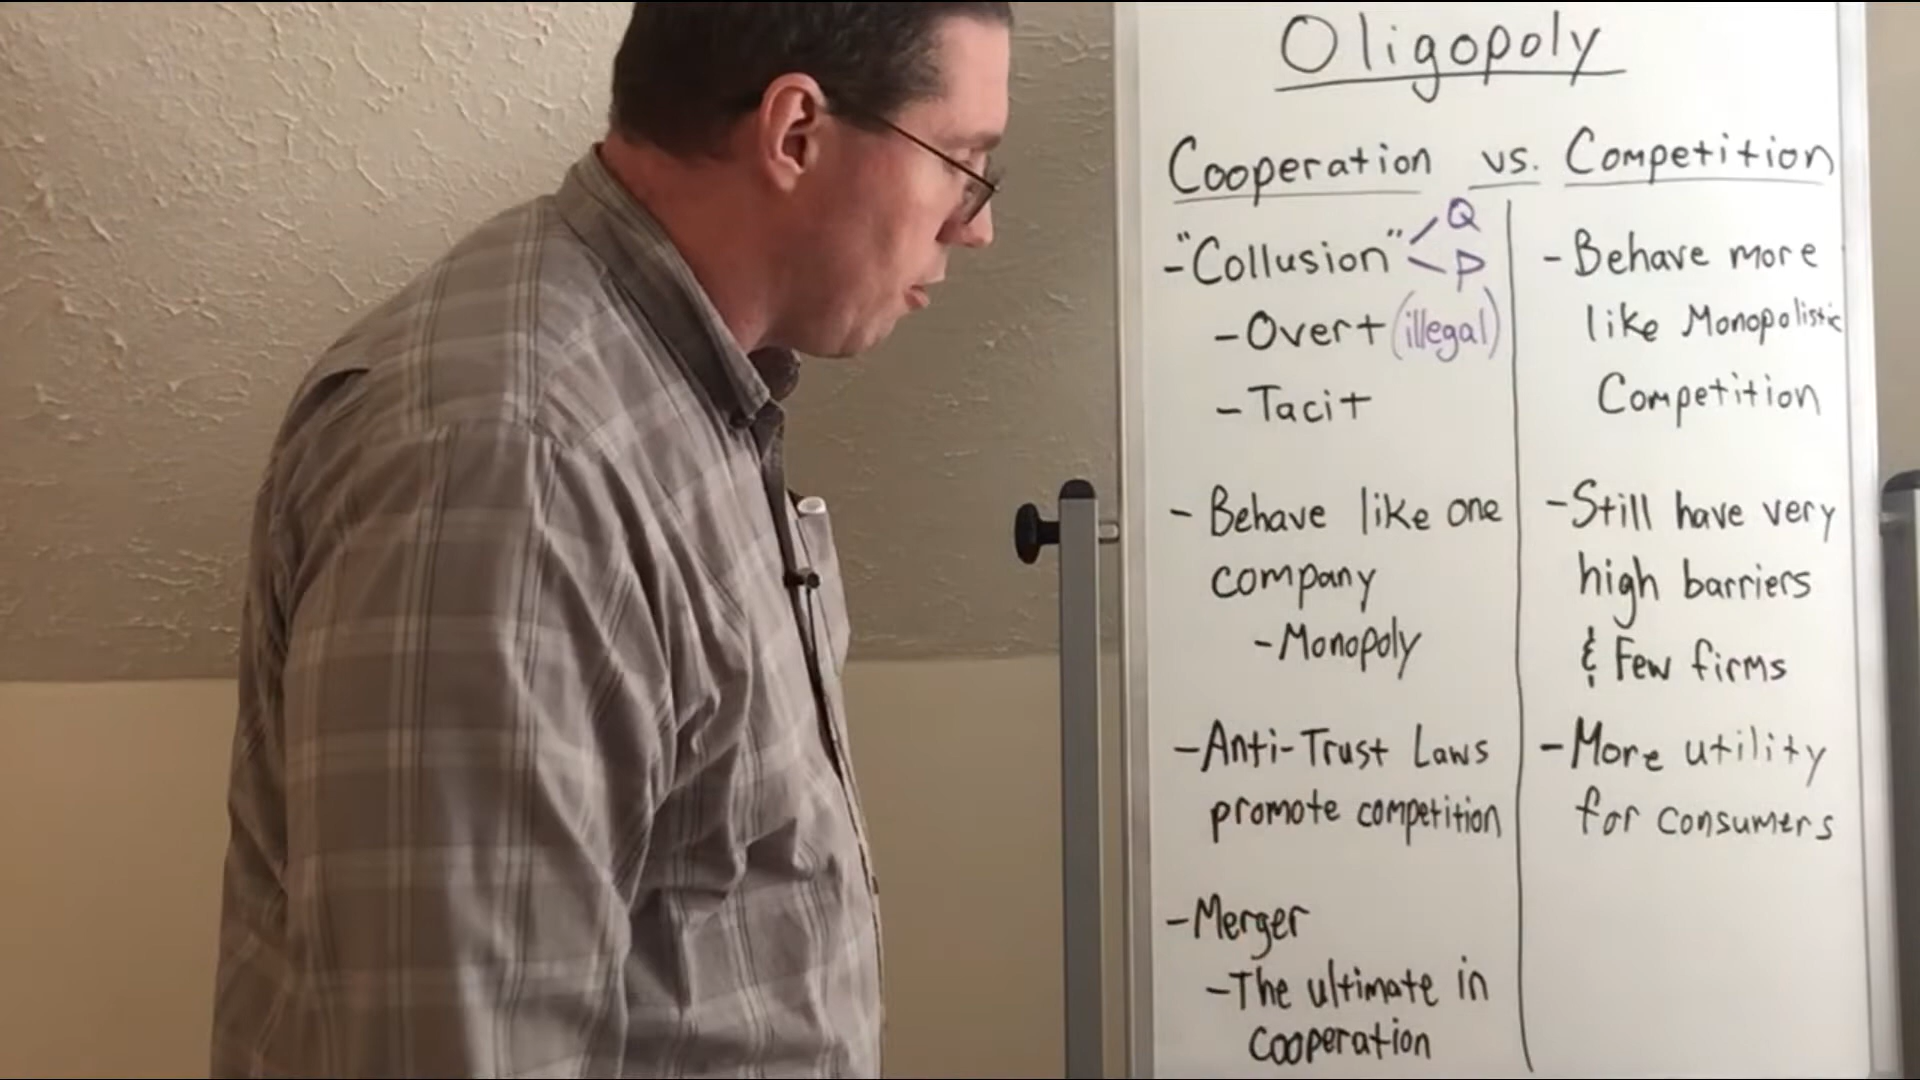 Oligopoly
Cooperation vs. Competition
- "Collusion" Q
P
- Overt (illegal)
- Tacit
- Behave like one
company
- Monopoly
- Anti-Trust Laws
promote competition
- Merger
- The ultimate in
cooperation
- Behave more
like Monopolistic
Competition
- Still have very
high barriers
& Few firms
- More utility
for consumers